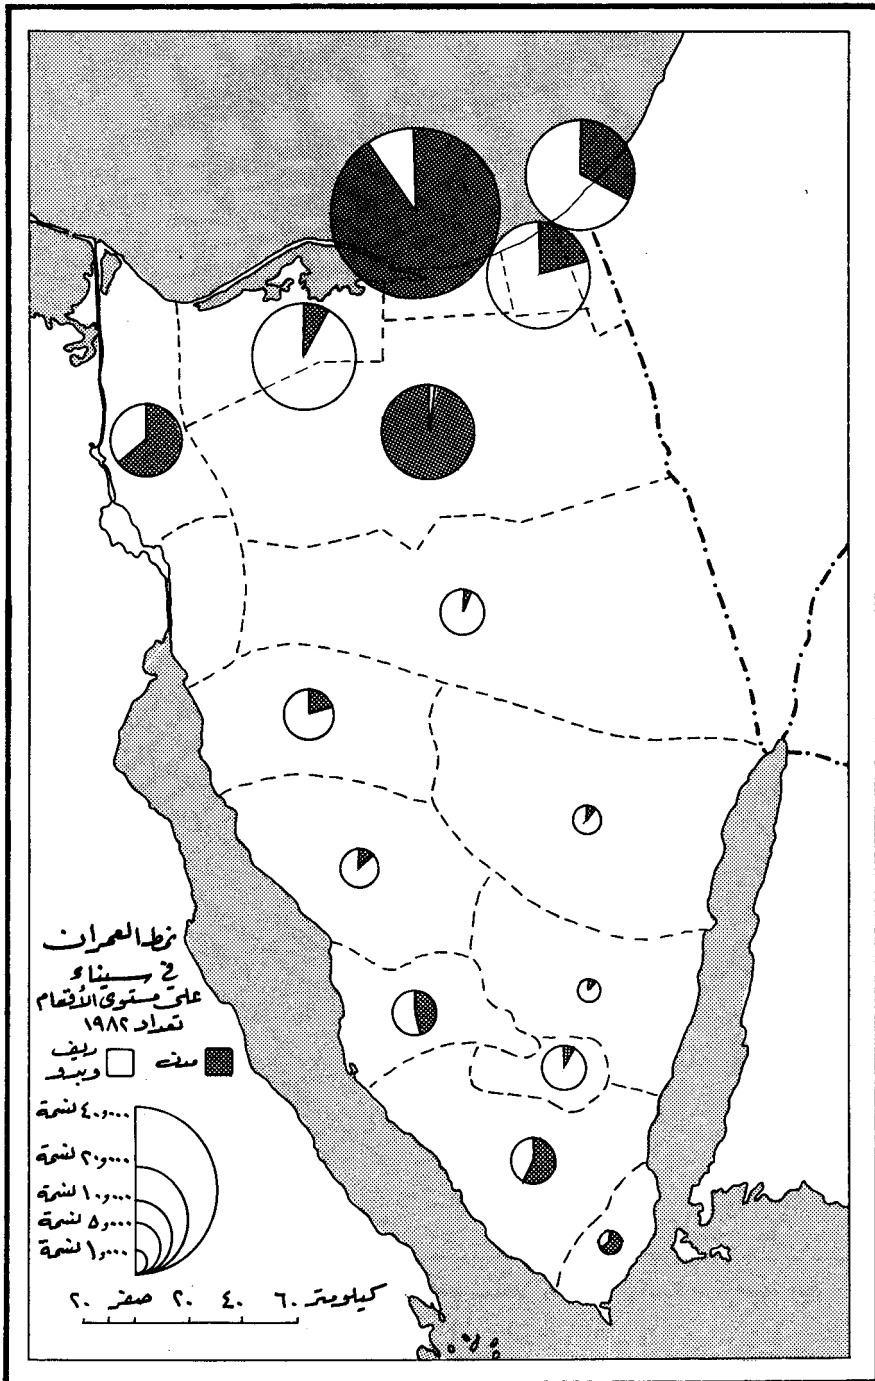 نمط العمران
في سيناء
على مستوى الأقسام
تعداد ١٩٨٢
مدن
ريف
وبدو
٤٠,٠٠٠ نسمة
٢٠,٠٠٠ نسمة
١٠,٠٠٠ نسمة
٥,٠٠٠ نسمة
١,٠٠٠ نسمة
٢٠ صفر ٢٠ ٤٠ ٦٠ كيلومتر